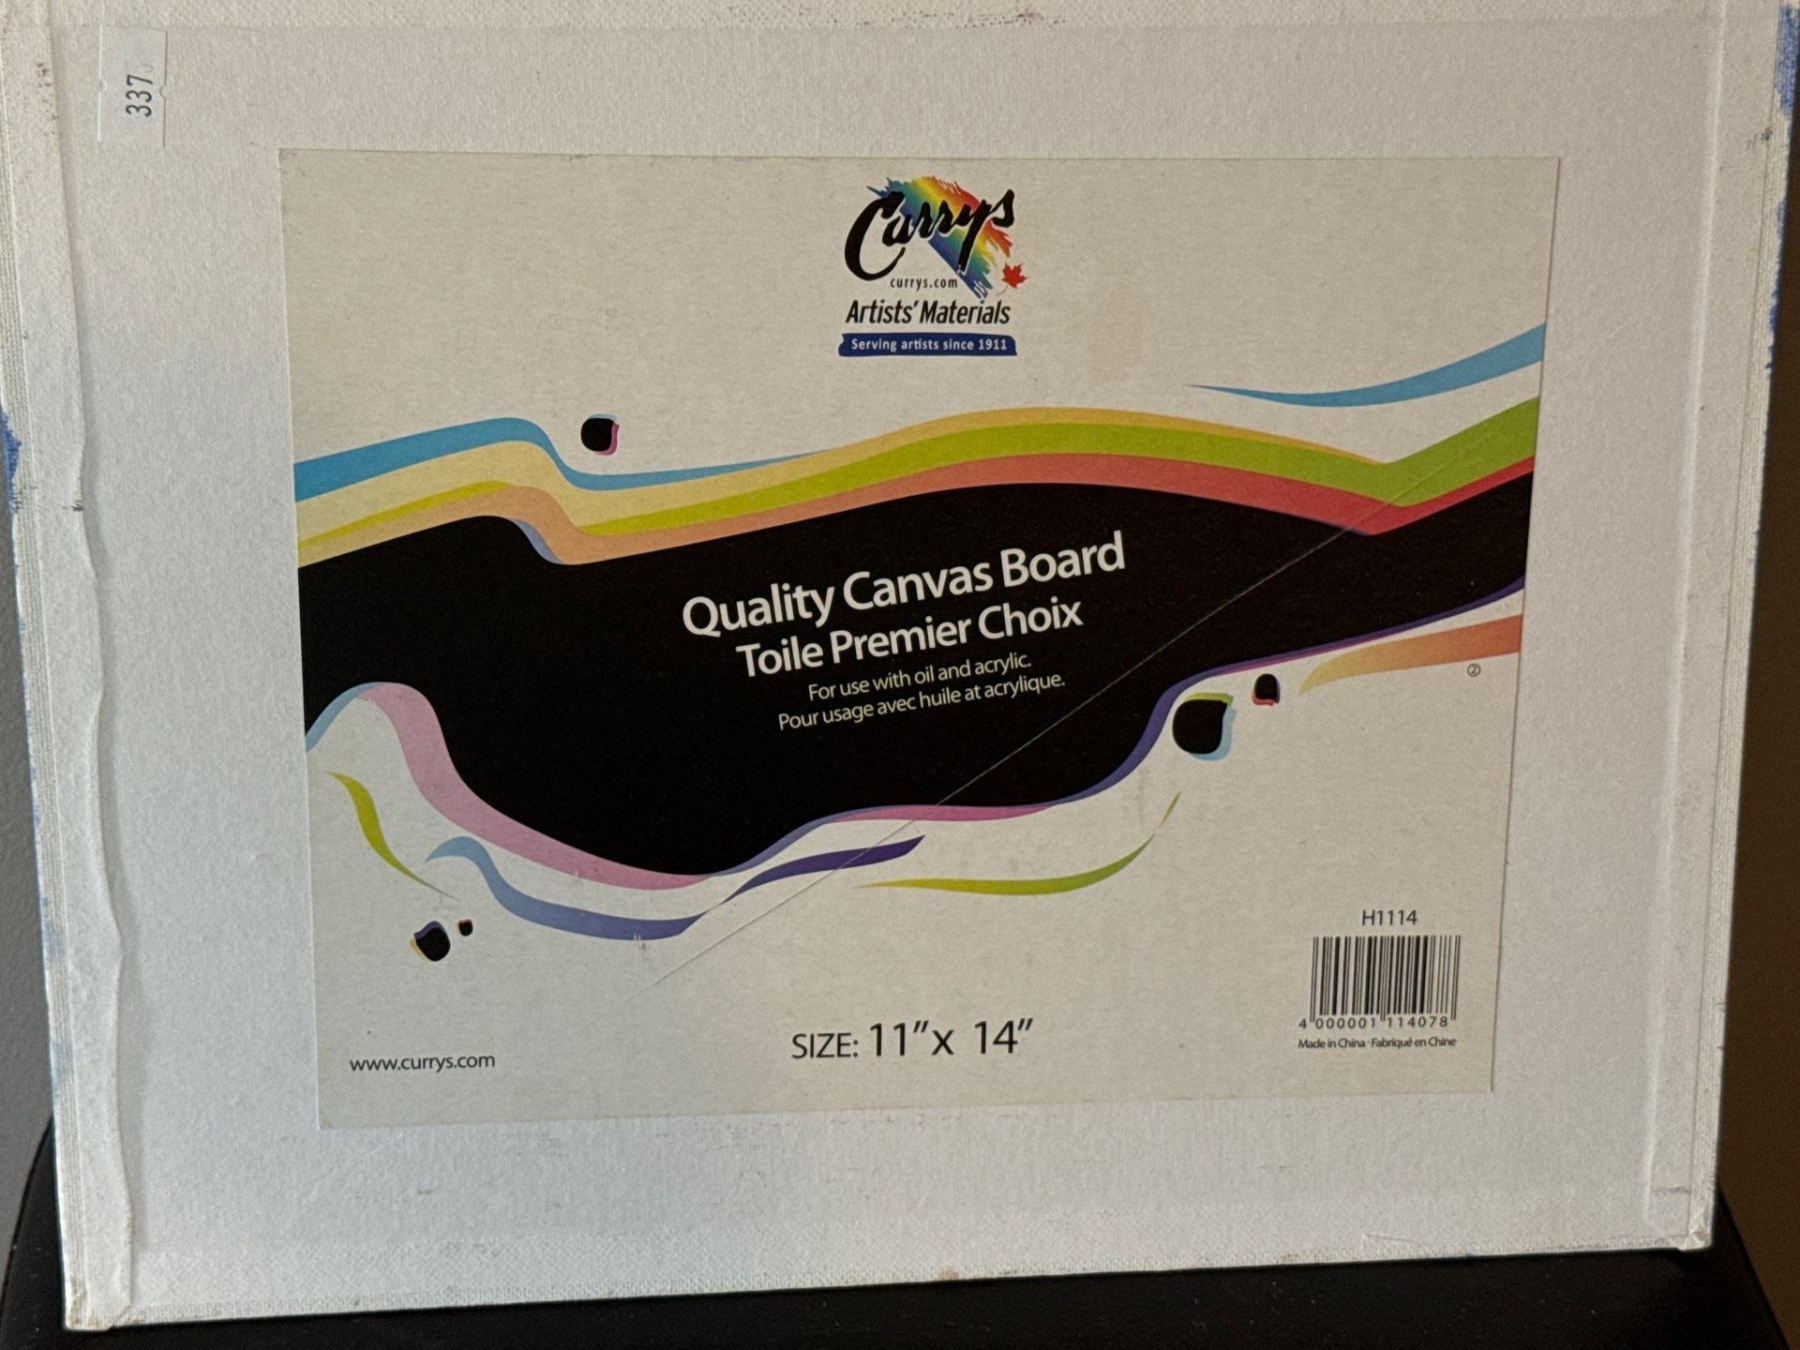 337
Currys
currys.com
Artists' Materials
Serving artists since 1911
Quality Canvas Board
Toile Premier Choix
For use with oil and acrylic.
Pour usage avec huile at acrylique.
②
H1114
4 000001 114078
Made in China · Fabriqué en Chine
SIZE: 11" x 14"
www.currys.com